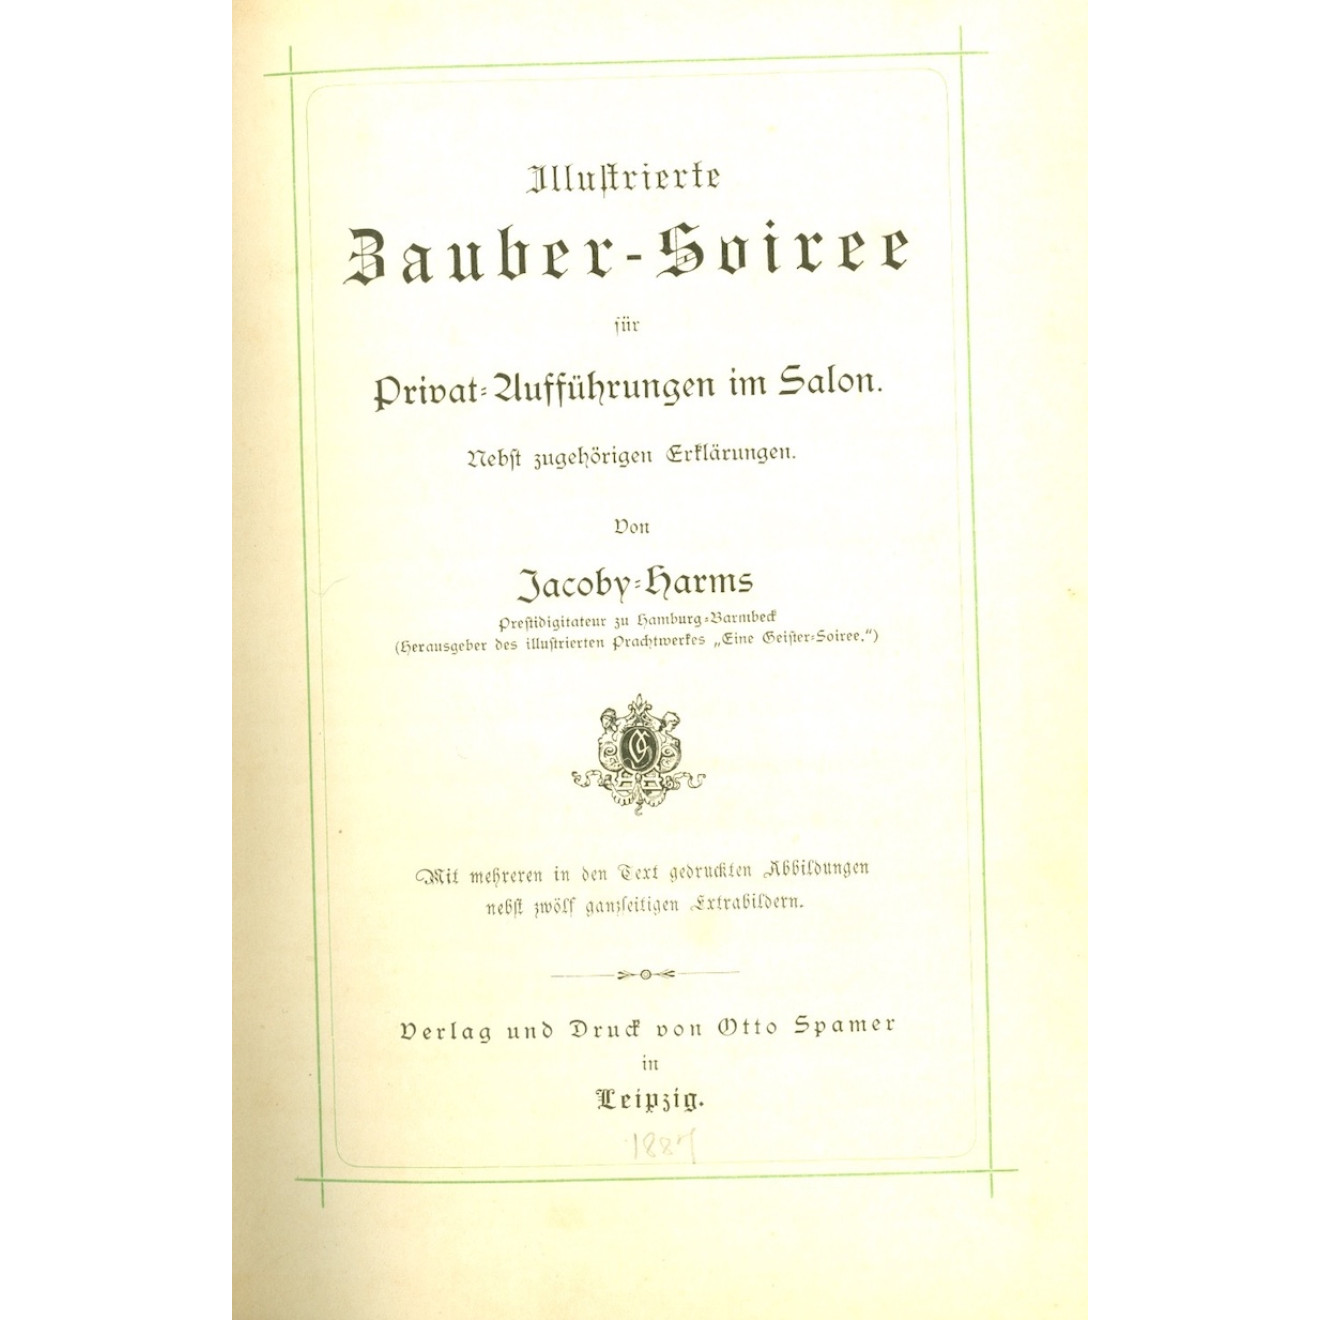 Illustrierte
Zauber-Soiree
für
Privat-Aufführungen im Salon.
Nebst zugehörigen Erklärungen.
Von
Jacoby-Harms
Prestidigitateur zu Hamburg-Barmbeck
(Herausgeber des illustrierten Prachtwerkes „Eine Geister-Soiree.“)
Mit mehreren in den Text gedruckten Abbildungen
nebst zwölf ganzseitigen Extrabildern.
Verlag und Druck von Otto Spamer
in
Leipzig.